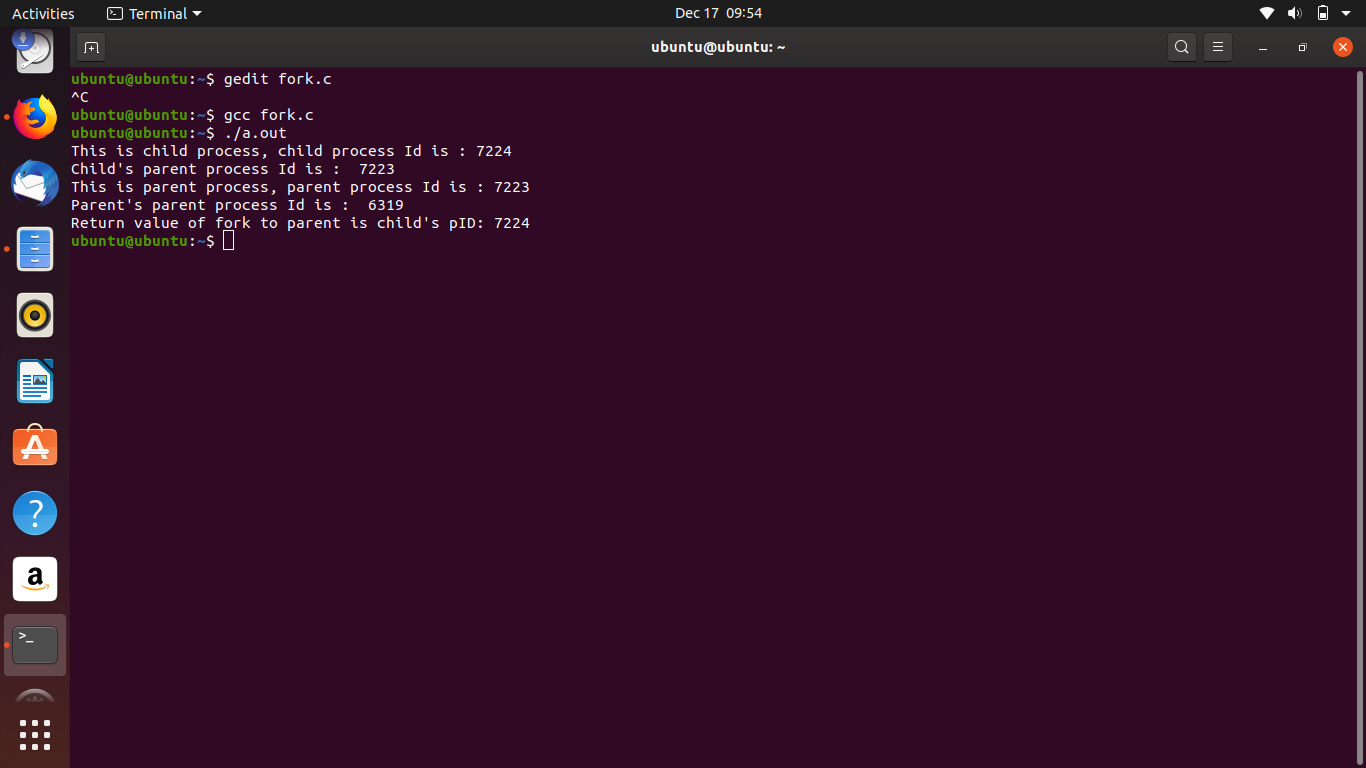 Activities
Terminal
Dec 17 09:54
ubuntu@ubuntu: ~
ubuntu@ubuntu:~$ gedit fork.c
^C
ubuntu@ubuntu:~$ gcc fork.c
ubuntu@ubuntu:~$ ./a.out
This is child process, child process Id is : 7224
Child's parent process Id is :  7223
This is parent process, parent process Id is : 7223
Parent's parent process Id is :  6319
Return value of fork to parent is child's pID: 7224
ubuntu@ubuntu:~$
?
a
>_